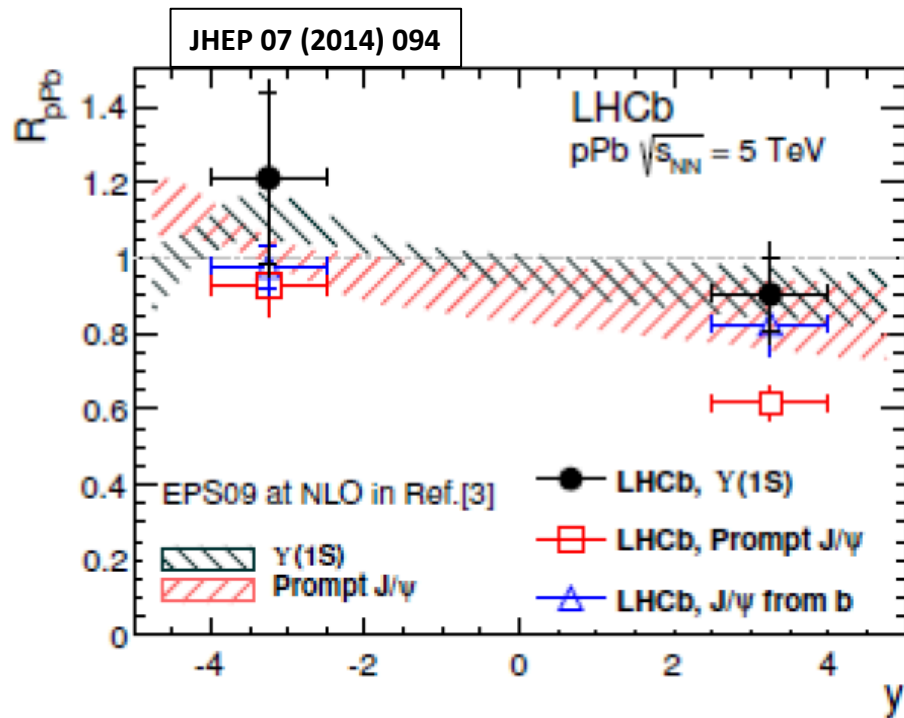 JHEP 07 (2014) 094
R_pPb
1.4
1.2
1
0.8
0.6
0.4
0.2
0
LHCb
pPb √s_NN = 5 TeV
EPS09 at NLO in Ref.[3]
ϒ(1S)
Prompt J/ψ
LHCb, ϒ(1S)
LHCb, Prompt J/ψ
LHCb, J/ψ from b
-4 -2 0 2 4
y